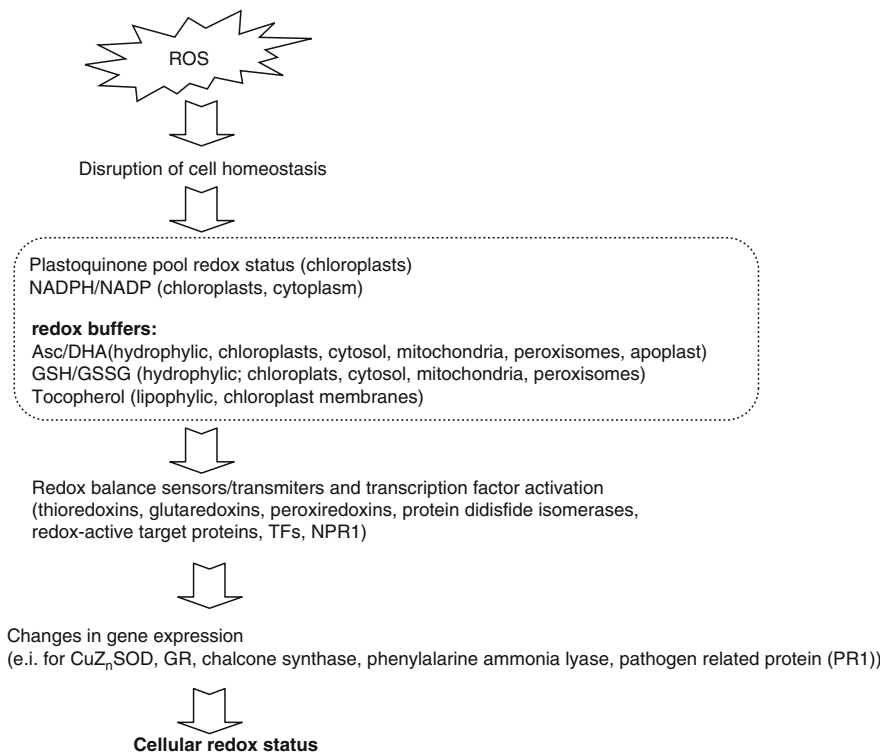 ROS
Disruption of cell homeostasis
Plastoquinone pool redox status (chloroplasts)
NADPH/NADP (chloroplasts, cytoplasm)
redox buffers:
Asc/DHA(hydrophylic, chloroplasts, cytosol, mitochondria, peroxisomes, apoplast)
GSH/GSSG (hydrophylic; chloroplats, cytosol, mitochondria, peroxisomes)
Tocopherol (lipophylic, chloroplast membranes)
Redox balance sensors/transmiters and transcription factor activation
(thioredoxins, glutaredoxins, peroxiredoxins, protein didisfide isomerases,
redox-active target proteins, TFs, NPR1)
Changes in gene expression
(e.i. for CuZnSOD, GR, chalcone synthase, phenylalarine ammonia lyase, pathogen related protein (PR1))
Cellular redox status